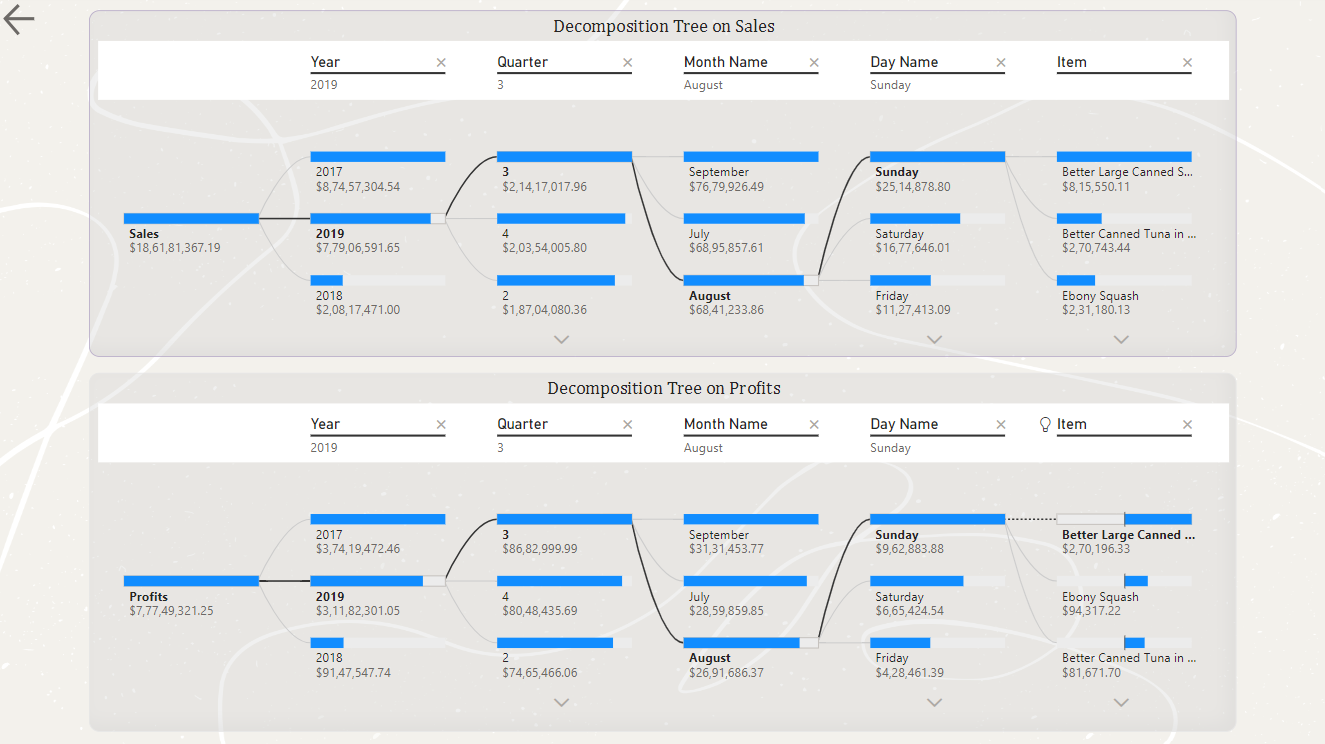 Decomposition Tree on Sales
Year
2019
Quarter
3
Month Name
August
Day Name
Sunday
Item
Sales
$18,61,81,367.19
2017
$8,74,57,304.54
2019
$7,79,06,591.65
2018
$2,08,17,471.00
3
$2,14,17,017.96
4
$2,03,54,005.80
2
$1,87,04,080.36
September
$76,79,926.49
July
$68,95,857.61
August
$68,41,233.86
Sunday
$25,14,878.80
Saturday
$16,77,646.01
Friday
$11,27,413.09
Better Large Canned S...
$8,15,550.11
Better Canned Tuna in ...
$2,70,743.44
Ebony Squash
$2,31,180.13
Decomposition Tree on Profits
Year
2019
Quarter
3
Month Name
August
Day Name
Sunday
Item
Profits
$7,77,49,321.25
2017
$3,74,19,472.46
2019
$3,11,82,301.05
2018
$91,47,547.74
3
$86,82,999.99
4
$80,48,435.69
2
$74,65,466.06
September
$31,31,453.77
July
$28,59,859.85
August
$26,91,686.37
Sunday
$9,62,883.88
Saturday
$6,65,424.54
Friday
$4,28,461.39
Better Large Canned ...
$2,70,196.33
Ebony Squash
$94,317.22
Better Canned Tuna in ...
$81,671.70